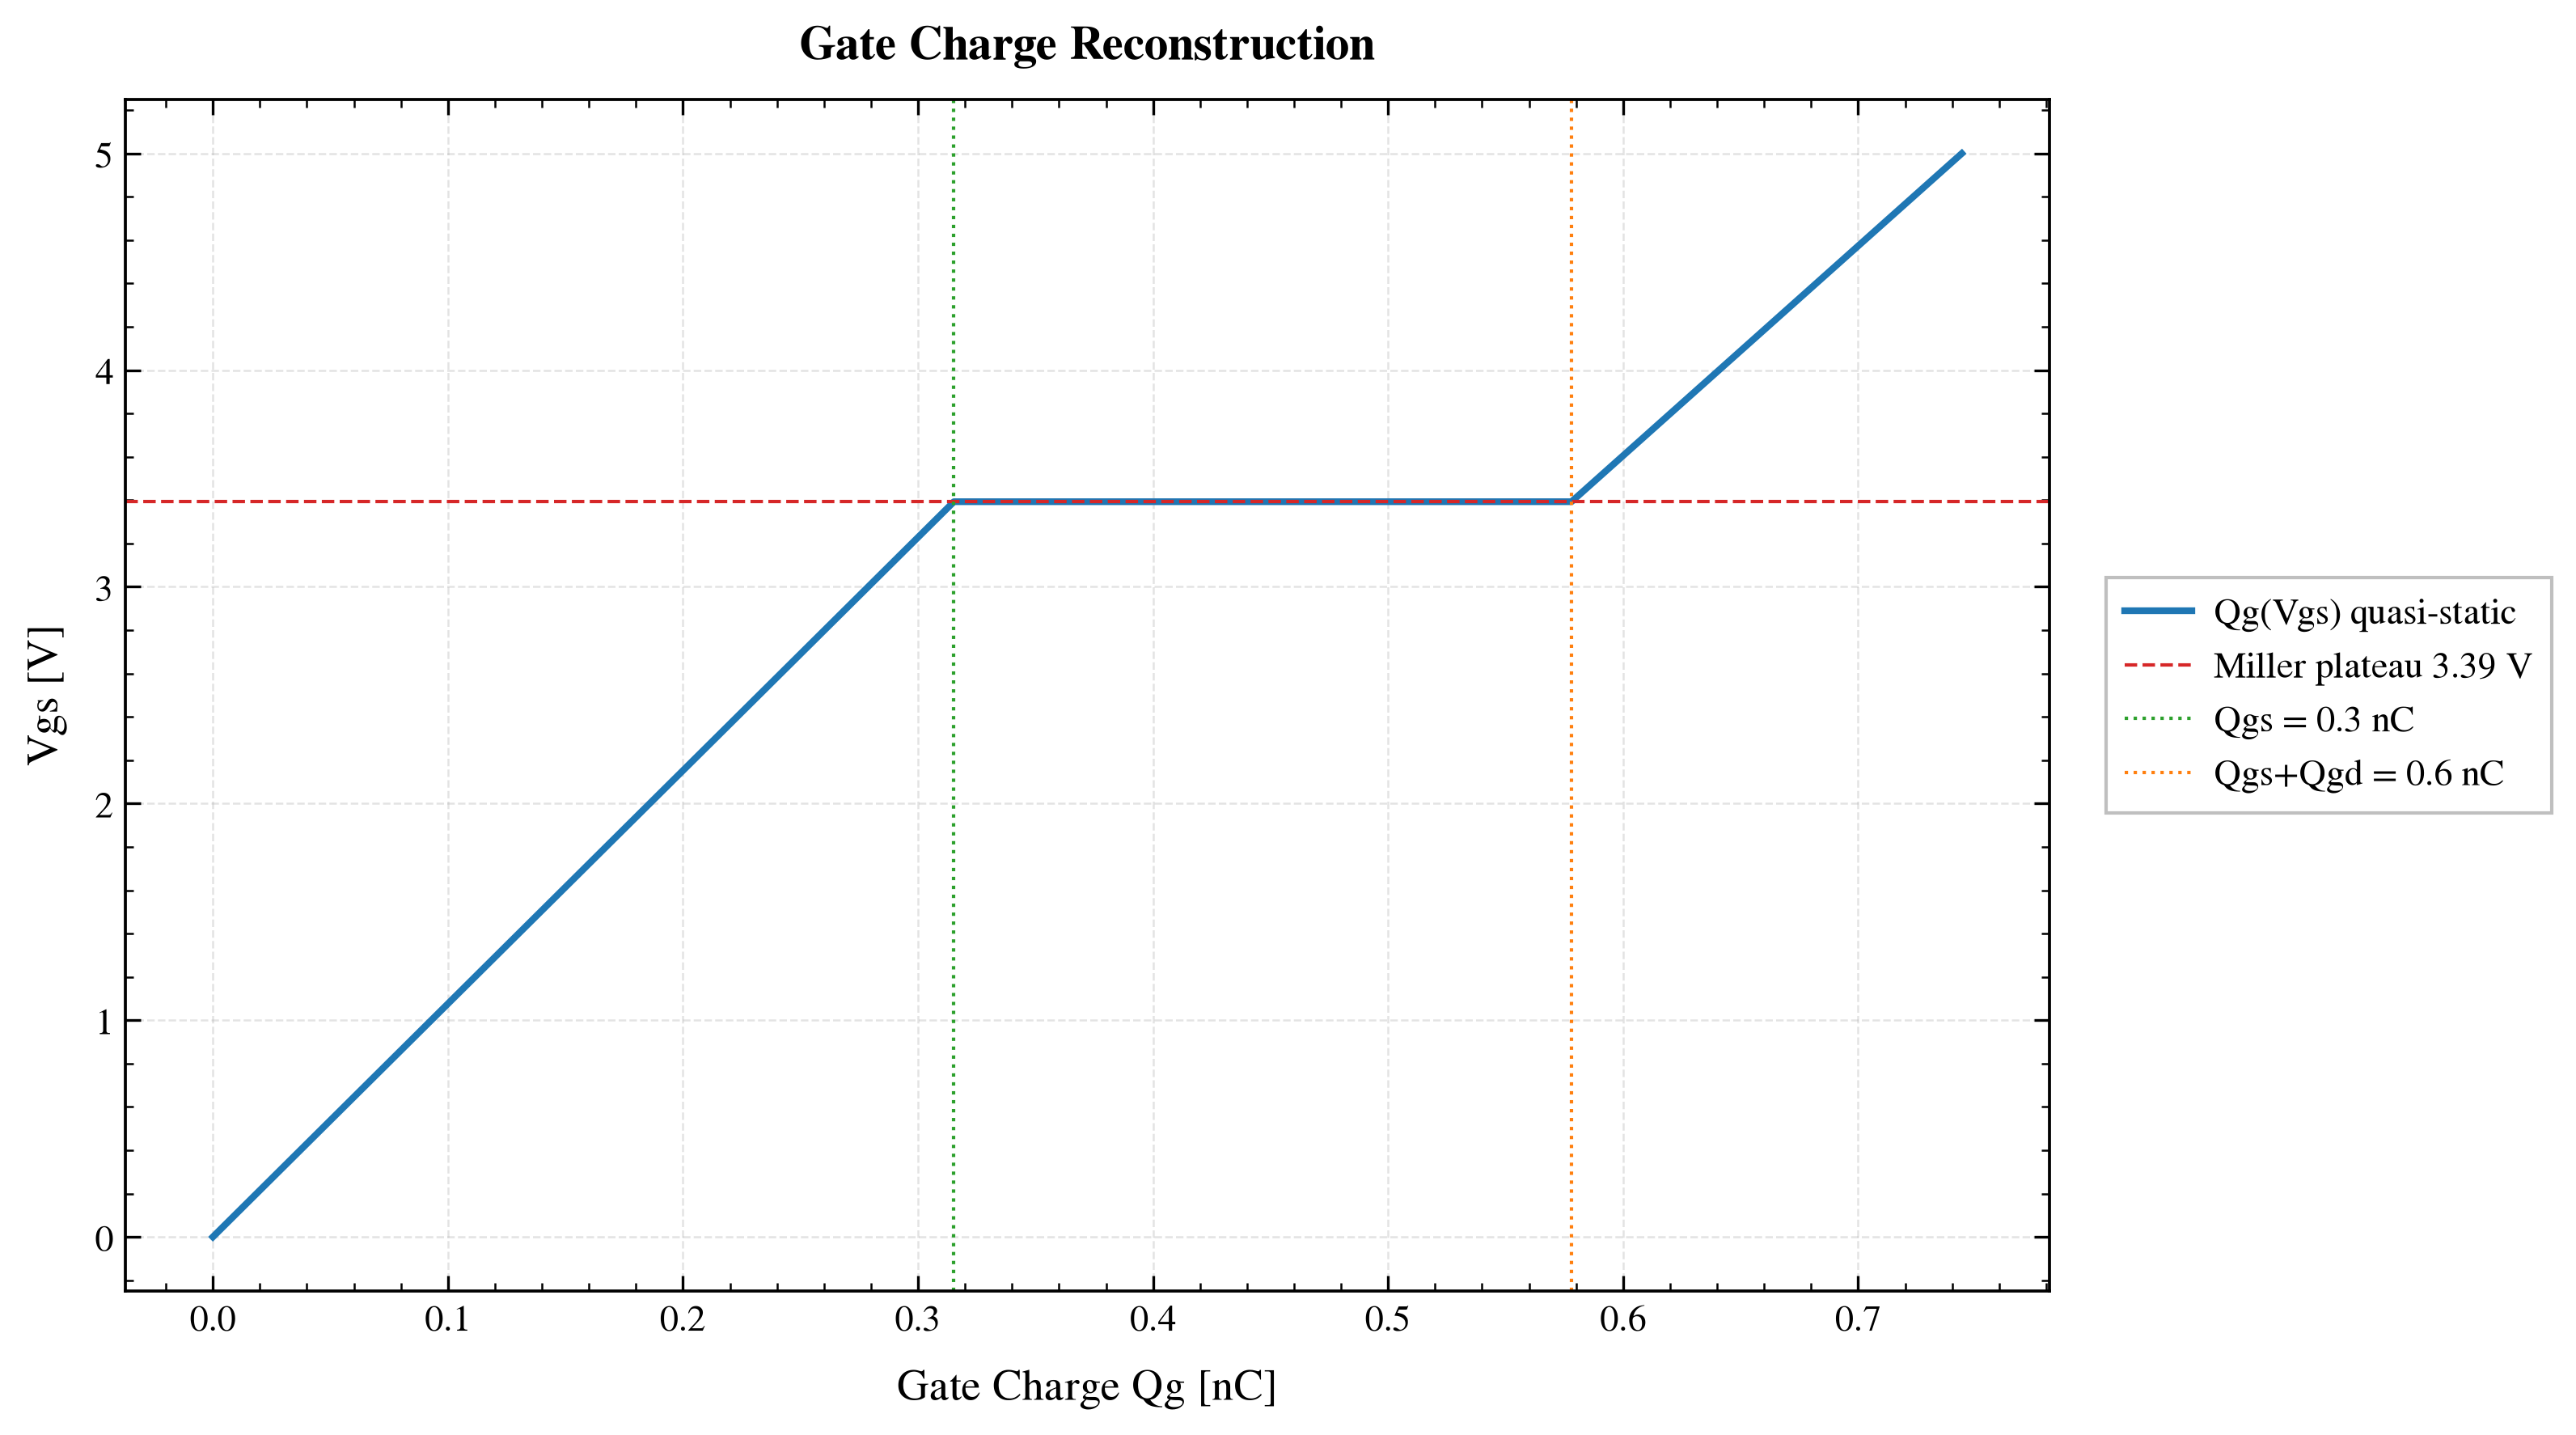 Gate Charge Reconstruction
Vgs [V]
5
4
3
2
1
0
0.0 0.1 0.2 0.3 0.4 0.5 0.6 0.7
Gate Charge Qg [nC]
Qg(Vgs) quasi-static
Miller plateau 3.39 V
Qgs = 0.3 nC
Qgs+Qgd = 0.6 nC